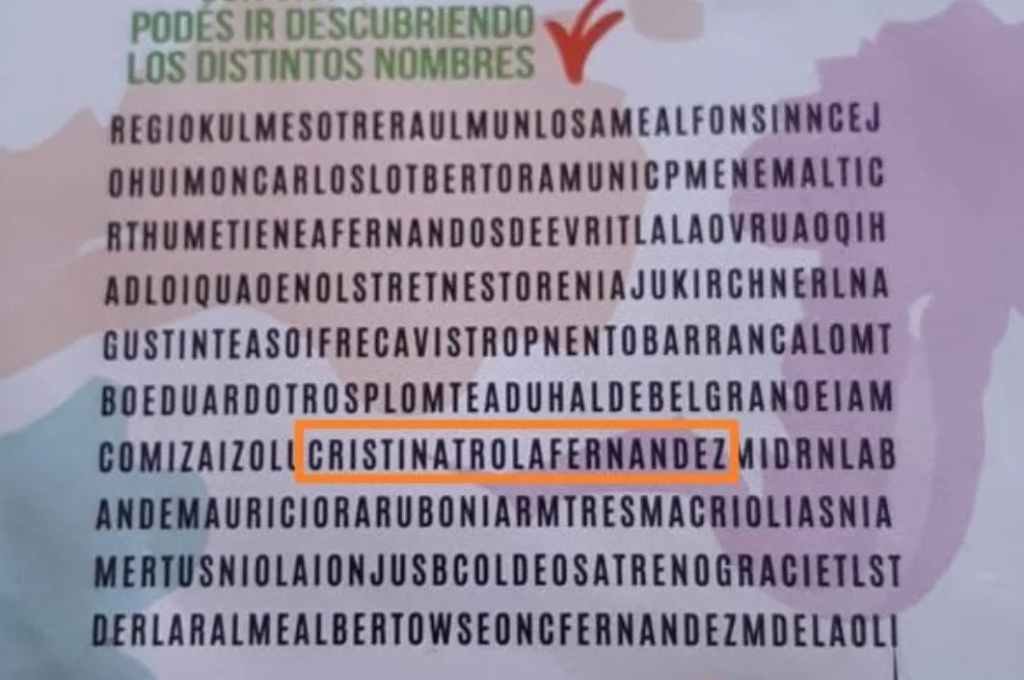 PODÉS IR DESCUBRIENDO
LOS DISTINTOS NOMBRES
REGIOKULMESOTRERAULMUNLOSAMEALFONSINNCEJ
OHUIMONCARLOSLOTBERTORAMUNICPMENEMALTIC
RTHUMETIENEAFERNANDOSDEEVRITLALAOVRUAOQIH
ADLOIQUAOENOLSTRETNESTORENIAJUKIRCHNERLNA
GUSTINTEASOIFRECAVISTROPNENTOBARRANCALOMT
BOEDUARDOTROSPLOMTEADUHALDEBELGRANOEIAM
COMIZAIZOLUCRISTINATROLAFERNANDEZMIDRNLAB
ANDEMAURICIORARUBONIARMTRESMACRIOLIASNIA
MERTUSNIOLAIONJUSBCOLDEOSATRENOGRACIETLST
DERLARALMEALBERTOWSEONCFERNANDEZMDELAOLI